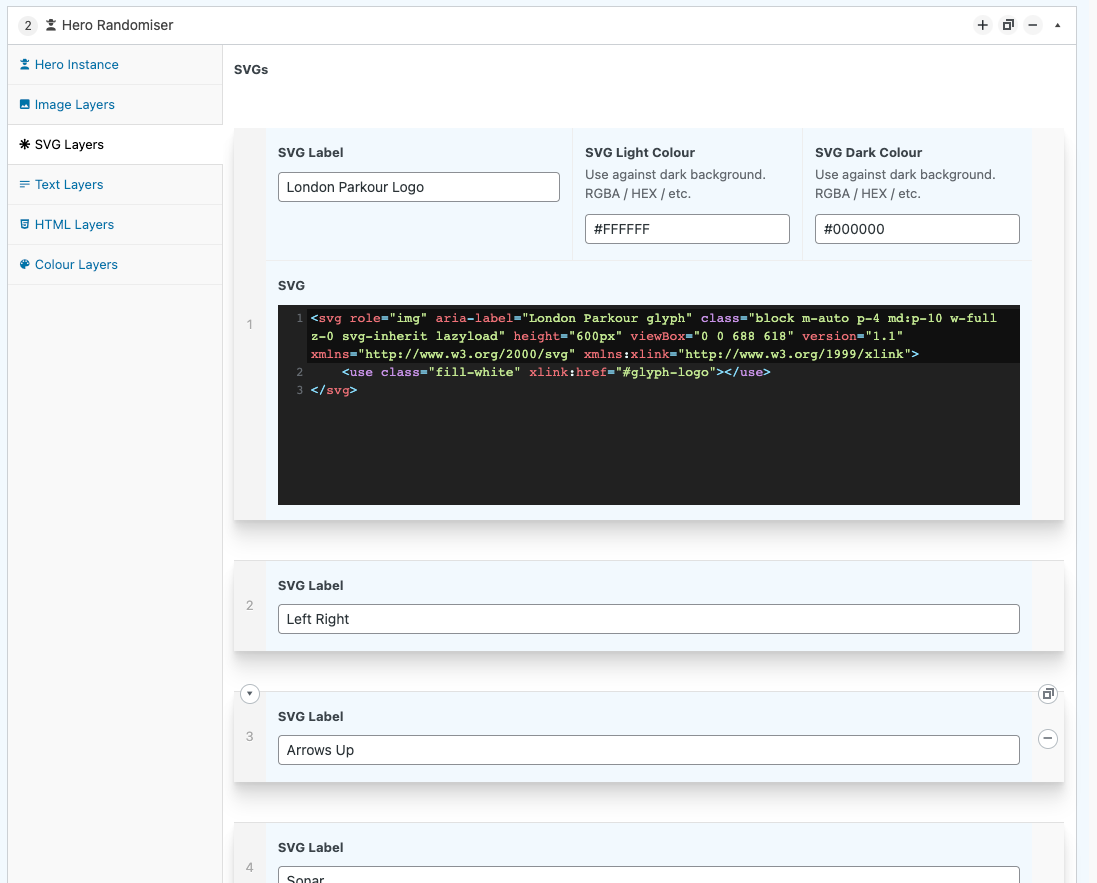 2 Hero Randomiser
Hero Instance
Image Layers
SVG Layers
Text Layers
HTML Layers
Colour Layers
SVGs
1
SVG Label
London Parkour Logo
SVG Light Colour
Use against dark background.
RGBA / HEX / etc.
#FFFFFF
SVG Dark Colour
Use against dark background.
RGBA / HEX / etc.
#000000
SVG
1 <svg role="img" aria-label="London Parkour glyph" class="block m-auto p-4 md:p-10 w-full
z-0 svg-inherit lazyload" height="600px" viewBox="0 0 688 618" version="1.1"
xmlns="http://www.w3.org/2000/svg" xmlns:xlink="http://www.w3.org/1999/xlink">
2 <use class="fill-white" xlink:href="#glyph-logo"></use>
3 </svg>
2
SVG Label
Left Right
3
SVG Label
Arrows Up
4
SVG Label
Sonar